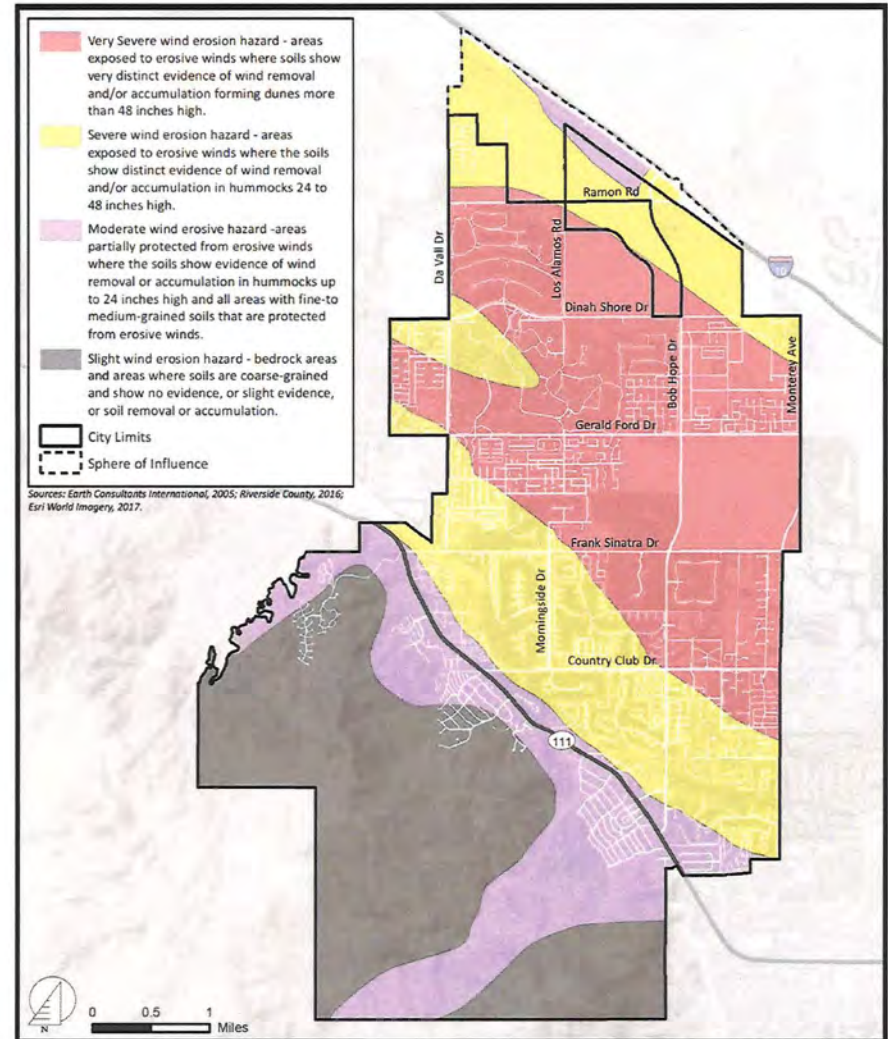 Very Severe wind erosion hazard - areas
exposed to erosive winds where soils show
very distinct evidence of wind removal
and/or accumulation forming dunes more
than 48 inches high.
Severe wind erosion hazard - areas
exposed to erosive winds where the soils
show distinct evidence of wind removal
and/or accumulation in hummocks 24 to
48 inches high.
Moderate wind erosive hazard -areas
partially protected from erosive winds
where the soils show evidence of wind
removal or accumulation in hummocks up
to 24 inches high and all areas with fine-to
medium-grained soils that are protected
from erosive winds.
Slight wind erosion hazard - bedrock areas
and areas where soils are coarse-grained
and show no evidence, or slight evidence,
or soil removal or accumulation.
City Limits
Sphere of Influence
Sources: Earth Consultants International, 2005; Riverside County, 2016;
Esri World Imagery, 2017.
Ramon Rd
Da Vall Dr
Los Alamos Rd
10
Dinah Shore Dr
Bob Hope Dr
Monterey Ave
Gerald Ford Dr
Frank Sinatra Dr
Morningside Dr
Country Club Dr
111
N
0 0.5 1
Miles